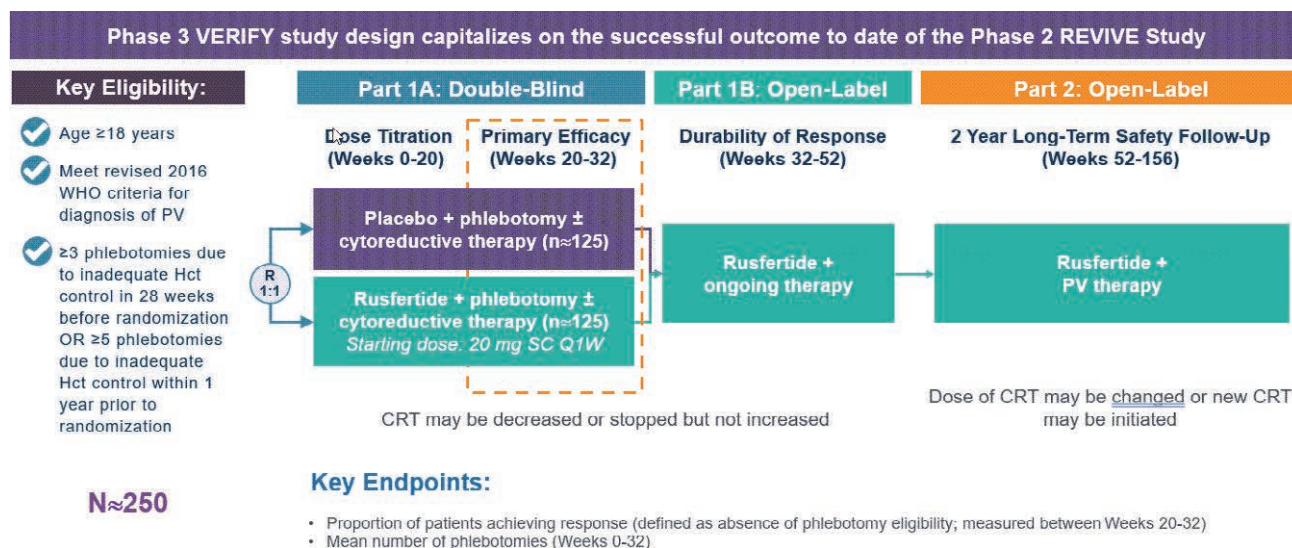 Phase 3 VERIFY study design capitalizes on the successful outcome to date of the Phase 2 REVIVE Study
Key Eligibility:
Age ≥18 years
Meet revised 2016
WHO criteria for
diagnosis of PV
≥3 phlebotomies due
to inadequate Hct
control in 28 weeks
before randomization
OR ≥5 phlebotomies
due to inadequate
Hct control within 1
year prior to
randomization
N≈250
Part 1A: Double-Blind
Dose Titration
(Weeks 0-20)
Primary Efficacy
(Weeks 20-32)
R
1:1
Placebo + phlebotomy ±
cytoreductive therapy (n≈125)
Rusfertide + phlebotomy ±
cytoreductive therapy (n≈125)
Starting dose: 20 mg SC Q1W
Part 1B: Open-Label
Durability of Response
(Weeks 32-52)
Rusfertide +
ongoing therapy
CRT may be decreased or stopped but not increased
Part 2: Open-Label
2 Year Long-Term Safety Follow-Up
(Weeks 52-156)
Rusfertide +
PV therapy
Dose of CRT may be changed or new CRT
may be initiated
Key Endpoints:
• Proportion of patients achieving response (defined as absence of phlebotomy eligibility; measured between Weeks 20-32)
• Mean number of phlebotomies (Weeks 0-32)